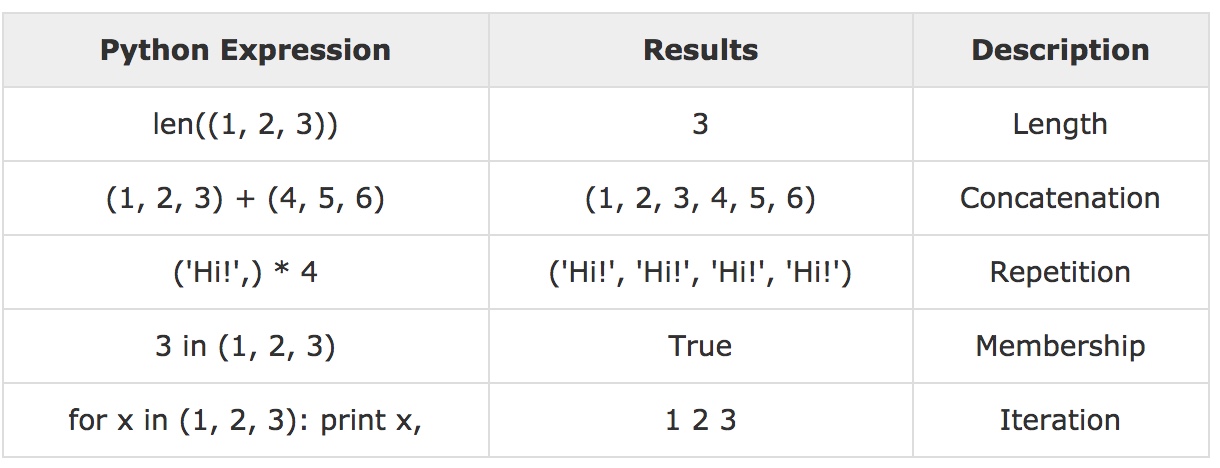 Python Expression Results Description
len((1, 2, 3)) 3 Length
(1, 2, 3) + (4, 5, 6) (1, 2, 3, 4, 5, 6) Concatenation
('Hi!',) * 4 ('Hi!', 'Hi!', 'Hi!', 'Hi!') Repetition
3 in (1, 2, 3) True Membership
for x in (1, 2, 3): print x, 1 2 3 Iteration